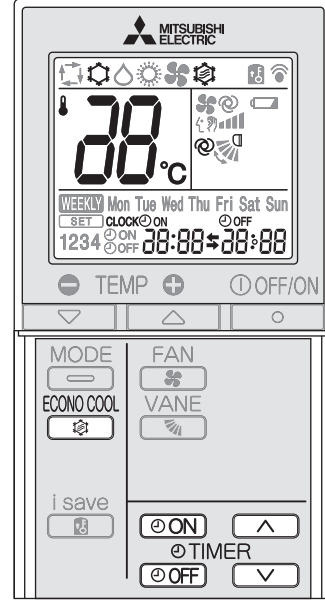 MITSUBISHI
ELECTRIC
88°C
WEEKLY Mon Tue Wed Thu Fri Sat Sun
SET CLOCK ON OFF
1234 ON OFF 88:88 88:88
TEMP OFF/ON
MODE FAN
ECONO COOL VANE
i save
ON
TIMER
OFF